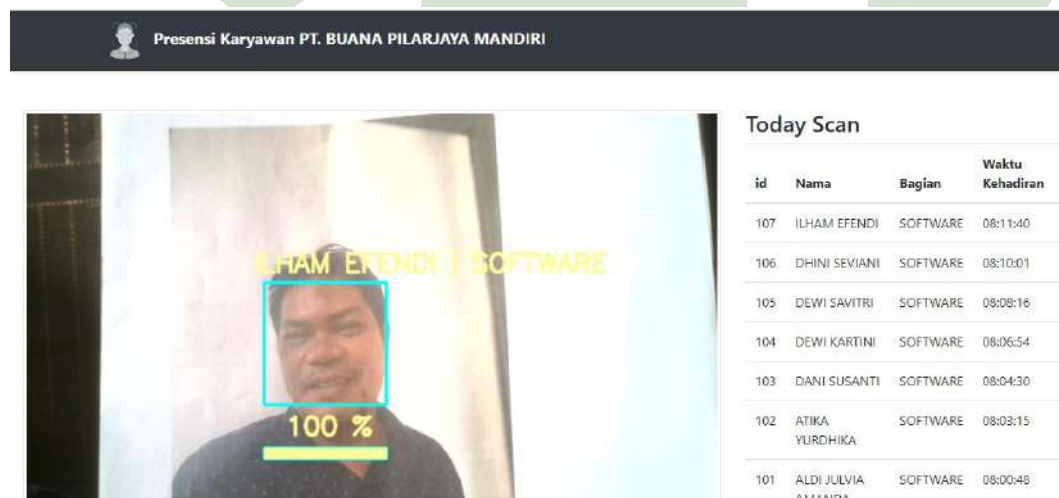 Presensi Karyawan PT. BUANA PILARJAYA MANDIRI
ILHAM EFENDI | SOFTWARE
100 %
Today Scan
id Nama Bagian Waktu Kehadiran
107 ILHAM EFENDI SOFTWARE 08:11:40
106 DHINI SEVIANI SOFTWARE 08:10:01
105 DEWI SAVITRI SOFTWARE 08:08:16
104 DEWI KARTINI SOFTWARE 08:06:54
103 DANI SUSANTI SOFTWARE 08:04:30
102 ATIKA YURDHIKA SOFTWARE 08:03:15
101 ALDI JULVIA AMANDA SOFTWARE 08:00:48